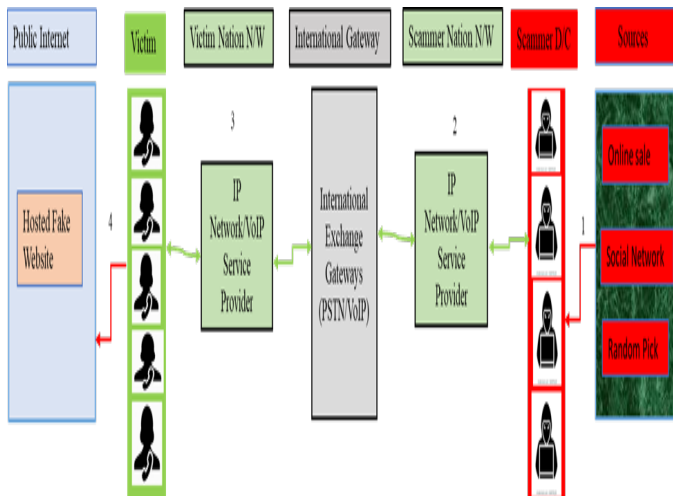 Public Internet
Victim
Victim Nation N/W
International Gateway
Scammer Nation N/W
Scammer D/C
Sources
Hosted Fake
Website
4
3
IP
Network/VoIP
Service
Provider
International
Exchange
Gateways
(PSTN/VoIP)
2
IP
Network/VoIP
Service
Provider
1
Online sale
Social Network
Random Pick